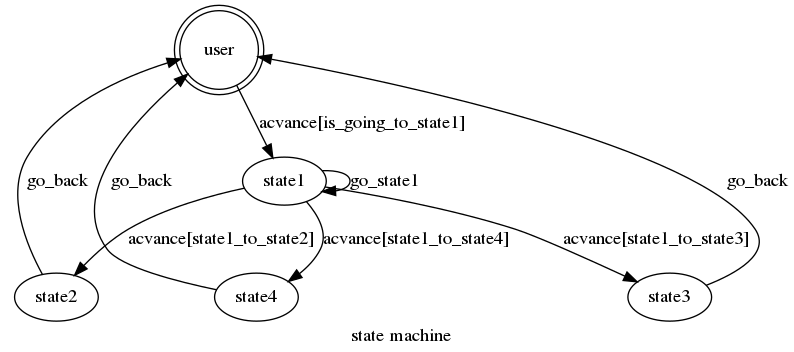 user
acvance[is_going_to_state1]
go_back
go_back
state1
go_state1
go_back
acvance[state1_to_state2]
acvance[state1_to_state4]
acvance[state1_to_state3]
state2
state4
state3
state machine